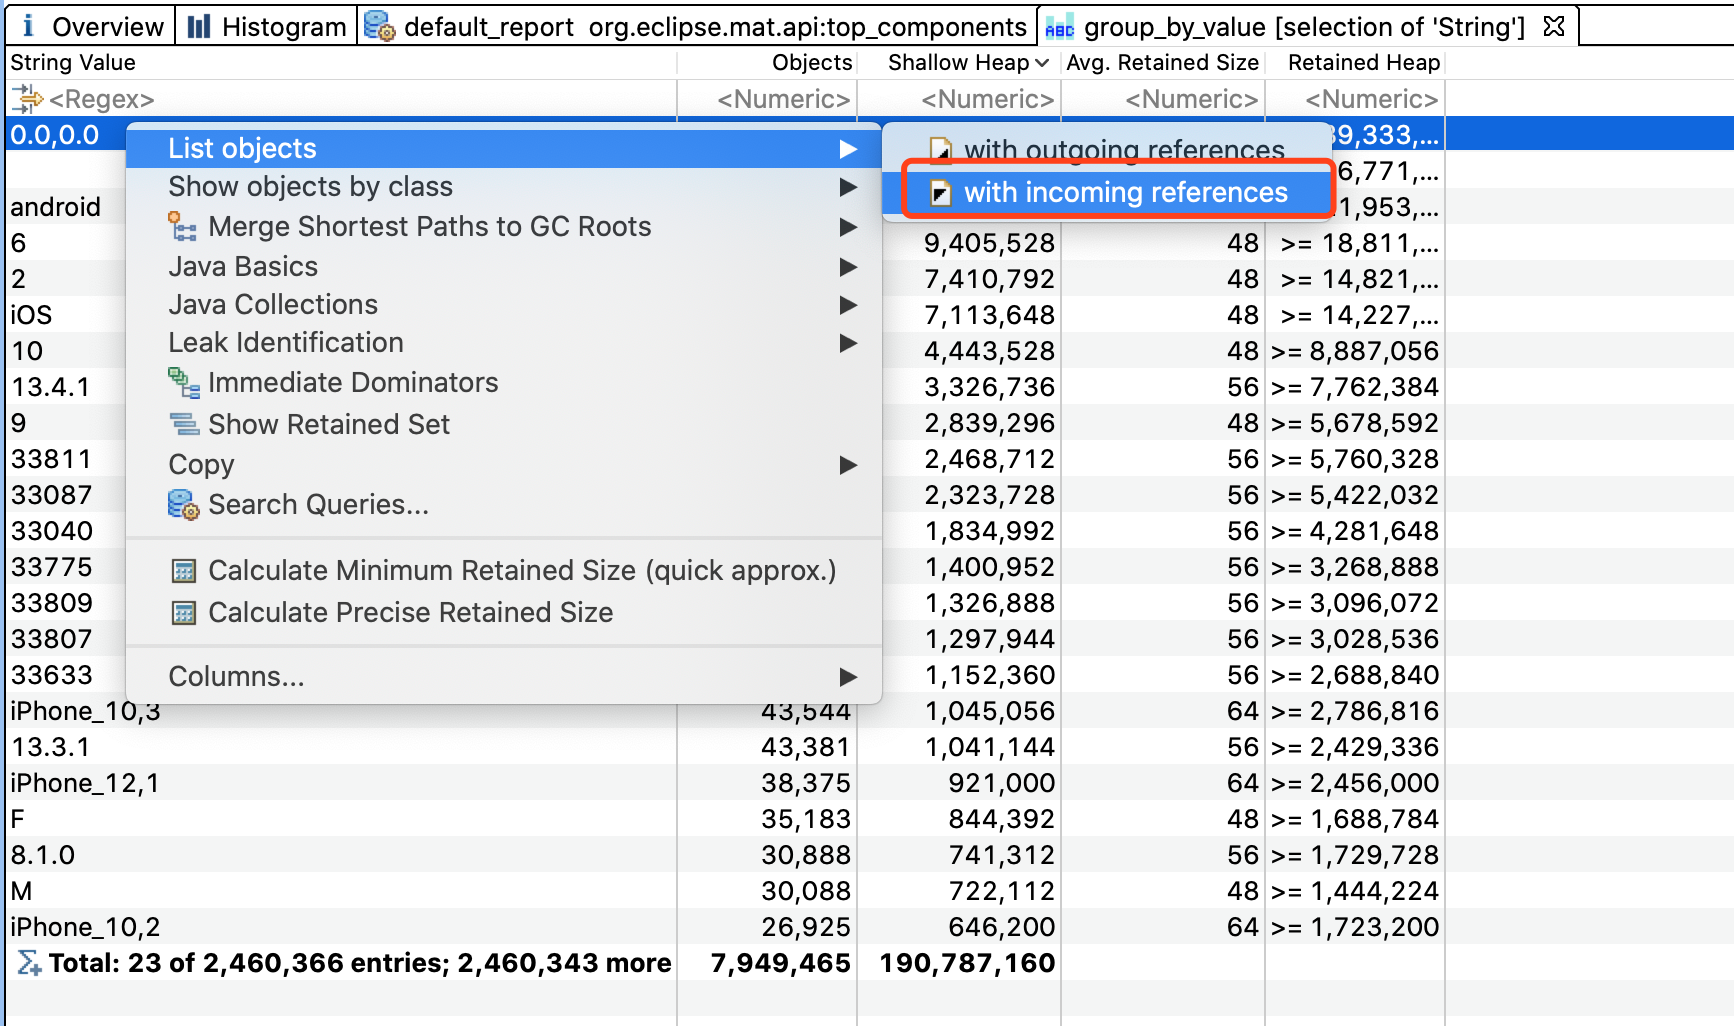 i Overview Histogram default_report org.eclipse.mat.api:top_components ABC group_by_value [selection of 'String']
String Value Objects Shallow Heap Avg. Retained Size Retained Heap
<Regex> <Numeric> <Numeric> <Numeric> <Numeric>
0.0,0.0 39,333,...
List objects
with outgoing references
6,771,...
Show objects by class
with incoming references
android 1,953,...
Merge Shortest Paths to GC Roots
6 9,405,528 48 >= 18,811,...
Java Basics
2 7,410,792 48 >= 14,821,...
Java Collections
iOS 7,113,648 48 >= 14,227,...
Leak Identification
10 4,443,528 48 >= 8,887,056
Immediate Dominators
13.4.1 3,326,736 56 >= 7,762,384
Show Retained Set
9 2,839,296 48 >= 5,678,592
Copy
33811 2,468,712 56 >= 5,760,328
Search Queries...
33087 2,323,728 56 >= 5,422,032
33040 1,834,992 56 >= 4,281,648
Calculate Minimum Retained Size (quick approx.)
33775 1,400,952 56 >= 3,268,888
Calculate Precise Retained Size
33809 1,326,888 56 >= 3,096,072
33807 1,297,944 56 >= 3,028,536
Columns...
33633 1,152,360 56 >= 2,688,840
iPhone_10,3 43,544 1,045,056 64 >= 2,786,816
13.3.1 43,381 1,041,144 56 >= 2,429,336
iPhone_12,1 38,375 921,000 64 >= 2,456,000
F 35,183 844,392 48 >= 1,688,784
8.1.0 30,888 741,312 56 >= 1,729,728
M 30,088 722,112 48 >= 1,444,224
iPhone_10,2 26,925 646,200 64 >= 1,723,200
Total: 23 of 2,460,366 entries; 2,460,343 more 7,949,465 190,787,160